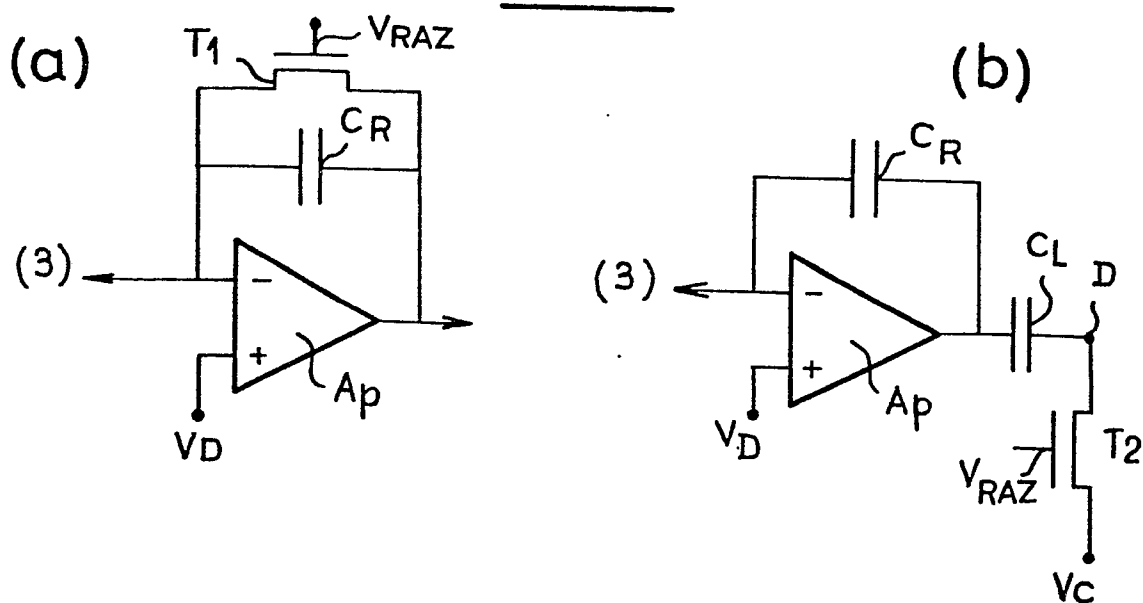 (a)
T1
VRAZ
CR
(3)
−
+
Ap
VD
(b)
CR
(3)
−
+
Ap
VD
CL
D
T2
VRAZ
VC